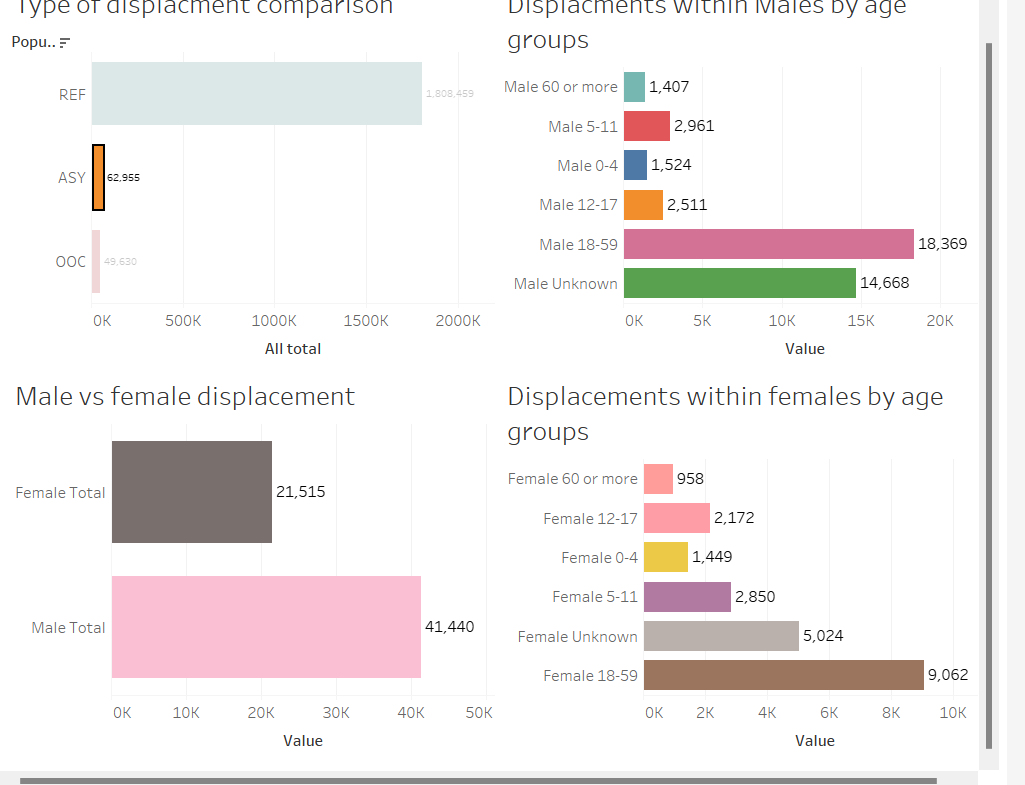 Type of displacment comparison
Popu..
REF
1,808,459
ASY
62,955
OOC
49,630
0K 500K 1000K 1500K 2000K
All total
Displacments within Males by age
groups
Male 60 or more 1,407
Male 5-11 2,961
Male 0-4 1,524
Male 12-17 2,511
Male 18-59 18,369
Male Unknown 14,668
0K 5K 10K 15K 20K
Value
Male vs female displacement
Female Total 21,515
Male Total 41,440
0K 10K 20K 30K 40K 50K
Value
Displacements within females by age
groups
Female 60 or more 958
Female 12-17 2,172
Female 0-4 1,449
Female 5-11 2,850
Female Unknown 5,024
Female 18-59 9,062
0K 2K 4K 6K 8K 10K
Value